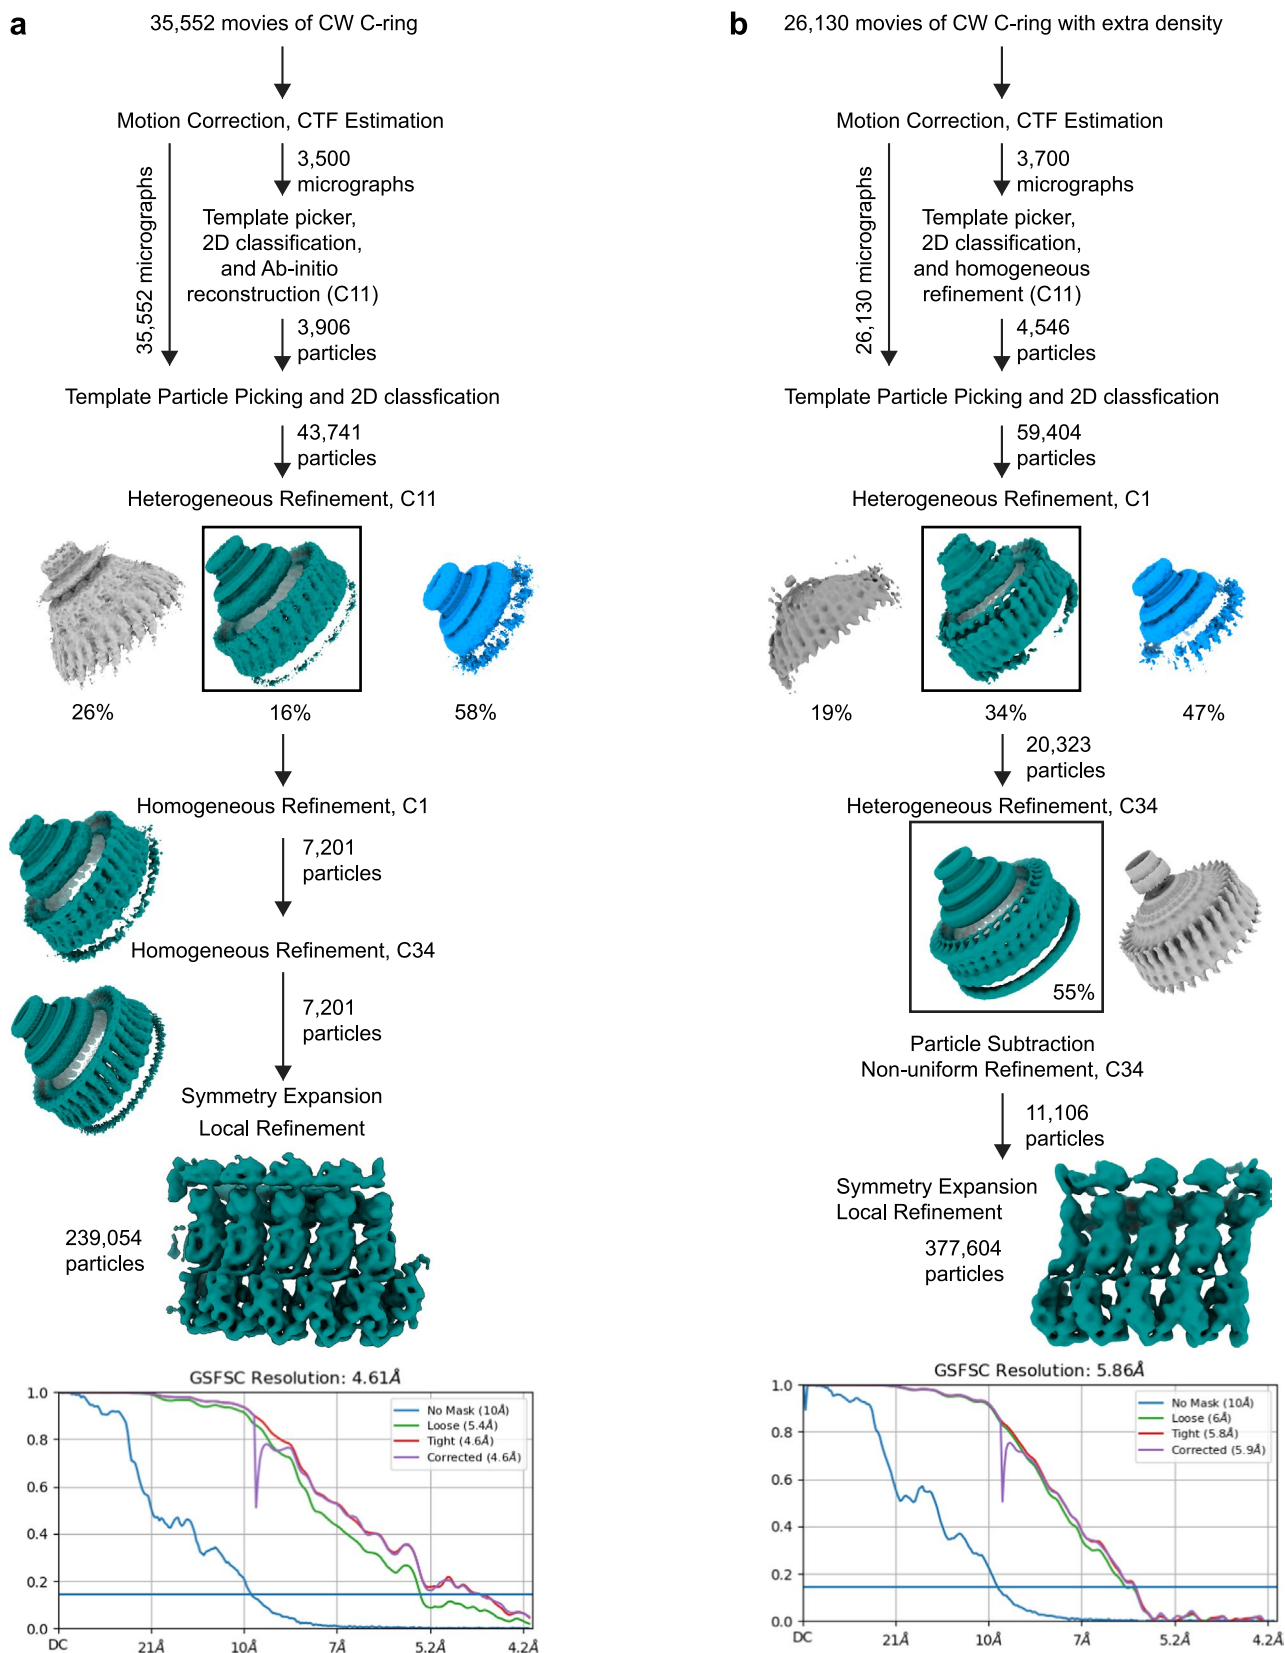 a
35,552 movies of CW C-ring
Motion Correction, CTF Estimation
35,552 micrographs
3,500
micrographs
Template picker,
2D classification,
and Ab-initio
reconstruction (C11)
3,906
particles
Template Particle Picking and 2D classfication
43,741
particles
Heterogeneous Refinement, C11
26%
16%
58%
Homogeneous Refinement, C1
7,201
particles
Homogeneous Refinement, C34
7,201
particles
Symmetry Expansion
Local Refinement
239,054
particles
GSFSC Resolution: 4.61Å
1.0
0.8
0.6
0.4
0.2
0.0
No Mask (10Å)
Loose (5.4Å)
Tight (4.6Å)
Corrected (4.6Å)
DC
21Å
10Å
7Å
5.2Å
4.2Å
b
26,130 movies of CW C-ring with extra density
Motion Correction, CTF Estimation
26,130 micrographs
3,700
micrographs
Template picker,
2D classification,
and homogeneous
refinement (C11)
4,546
particles
Template Particle Picking and 2D classfication
59,404
particles
Heterogeneous Refinement, C1
19%
34%
47%
20,323
particles
Heterogeneous Refinement, C34
55%
Particle Subtraction
Non-uniform Refinement, C34
11,106
particles
Symmetry Expansion
Local Refinement
377,604
particles
GSFSC Resolution: 5.86Å
1.0
0.8
0.6
0.4
0.2
0.0
No Mask (10Å)
Loose (6Å)
Tight (5.8Å)
Corrected (5.9Å)
DC
21Å
10Å
7Å
5.2Å
4.2Å